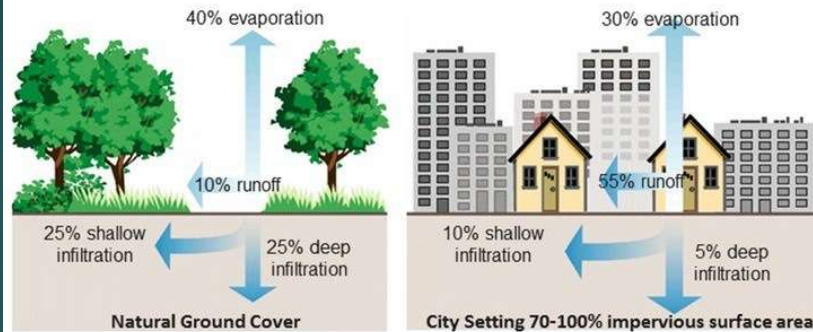 40% evaporation
10% runoff
25% shallow
infiltration
25% deep
infiltration
Natural Ground Cover
30% evaporation
55% runoff
10% shallow
infiltration
5% deep
infiltration
City Setting 70-100% impervious surface area